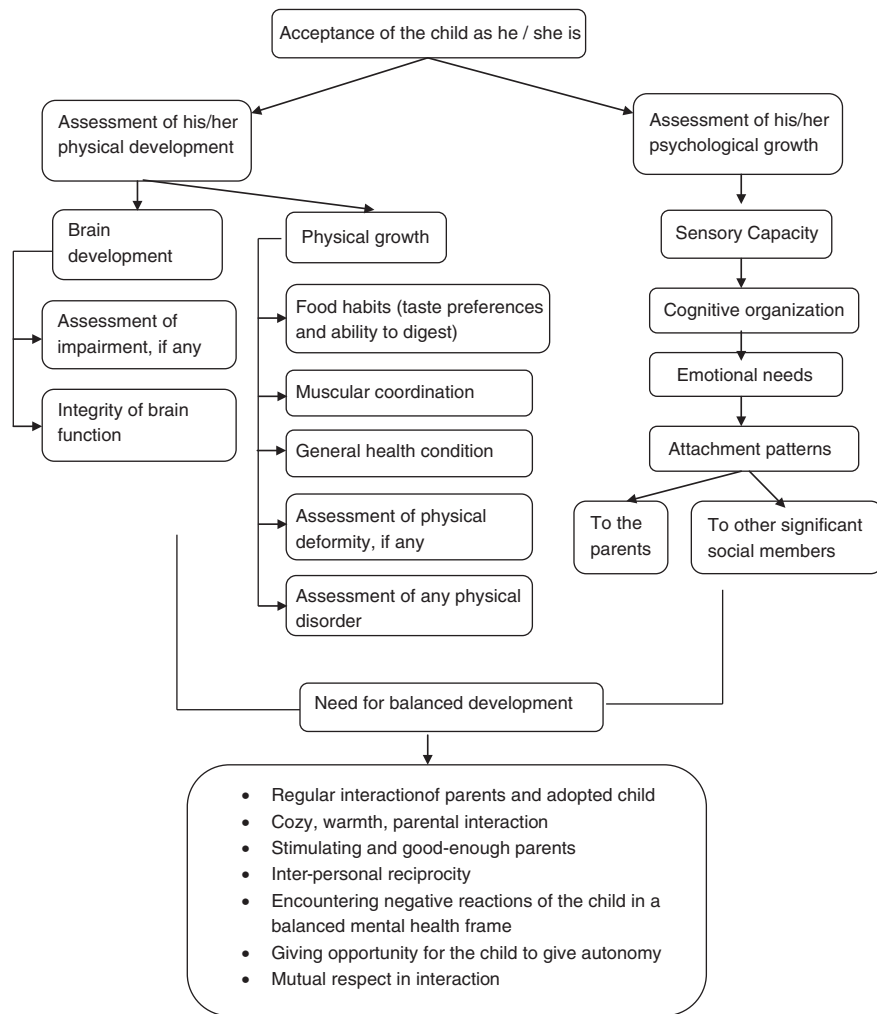 Acceptance of the child as he / she is
Assessment of his/her
physical development
Assessment of his/her
psychological growth
Brain
development
Physical growth
Sensory Capacity
Assessment of
impairment, if any
Food habits (taste preferences
and ability to digest)
Cognitive organization
Emotional needs
Integrity of brain
function
Muscular coordination
General health condition
Attachment patterns
Assessment of physical
deformity, if any
To the
parents
To other significant
social members
Assessment of any physical
disorder
Need for balanced development
• Regular interactionof parents and adopted child
• Cozy, warmth, parental interaction
• Stimulating and good-enough parents
• Inter-personal reciprocity
• Encountering negative reactions of the child in a
balanced mental health frame
• Giving opportunity for the child to give autonomy
• Mutual respect in interaction